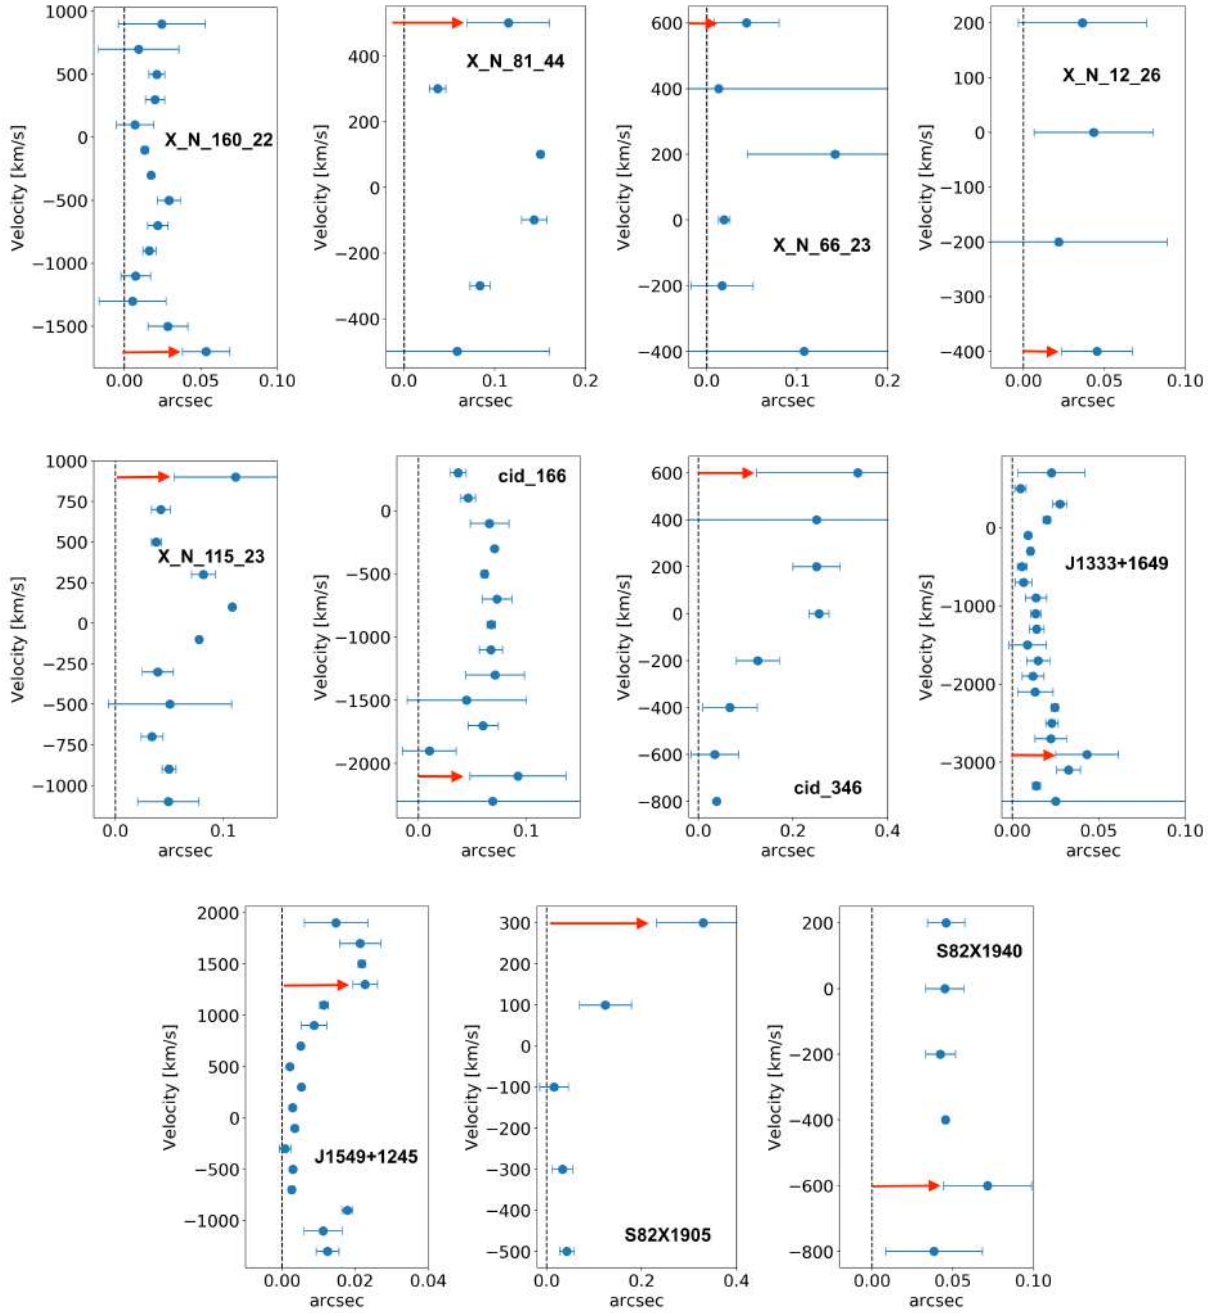 1000
500
0
−500
−1000
−1500
Velocity [km/s]
X_N_160_22
0.00 0.05 0.10
arcsec
400
200
0
−200
−400
Velocity [km/s]
X_N_81_44
0.0 0.1 0.2
arcsec
600
400
200
0
−200
−400
Velocity [km/s]
X_N_66_23
0.0 0.1 0.2
arcsec
200
100
0
−100
−200
−300
−400
Velocity [km/s]
X_N_12_26
0.00 0.05 0.10
arcsec
1000
750
500
250
0
−250
−500
−750
−1000
Velocity [km/s]
X_N_115_23
0.0 0.1
arcsec
0
−500
−1000
−1500
−2000
Velocity [km/s]
cid_166
0.0 0.1
arcsec
600
400
200
0
−200
−400
−600
−800
Velocity [km/s]
cid_346
0.0 0.2 0.4
arcsec
0
−1000
−2000
−3000
Velocity [km/s]
J1333+1649
0.00 0.05 0.10
arcsec
2000
1500
1000
500
0
−500
−1000
Velocity [km/s]
J1549+1245
0.00 0.02 0.04
arcsec
300
200
100
0
−100
−200
−300
−400
−500
Velocity [km/s]
S82X1905
0.0 0.2 0.4
arcsec
200
0
−200
−400
−600
−800
Velocity [km/s]
S82X1940
0.00 0.05 0.10
arcsec